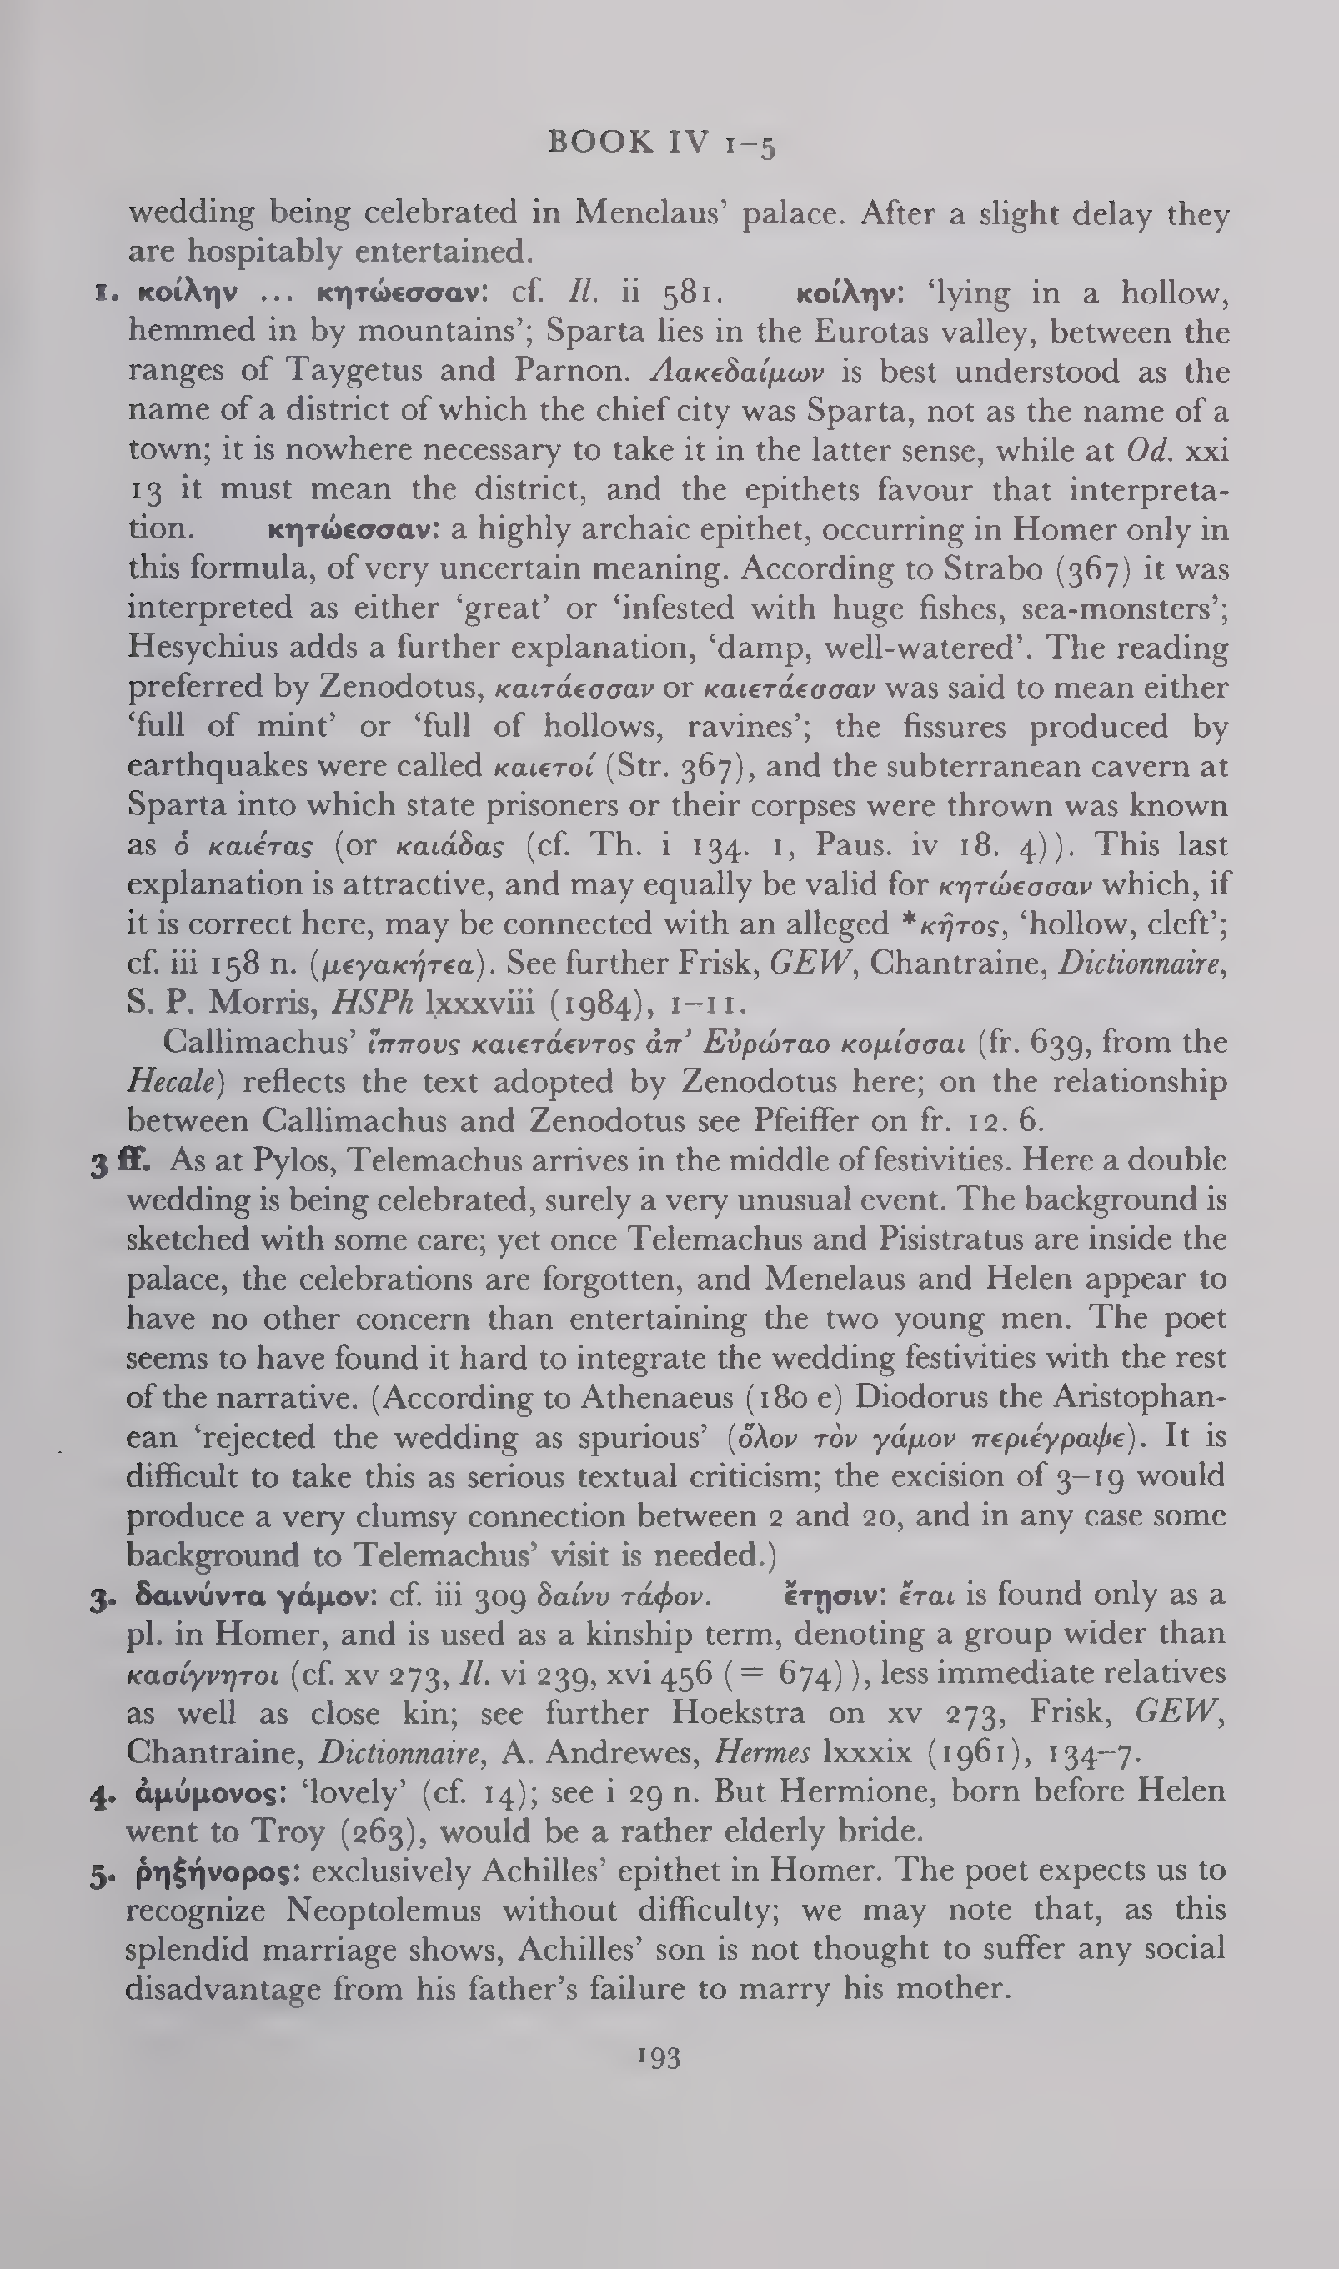 BOOK IV 1–5
wedding being celebrated in Menelaus’ palace. After a slight delay they
are hospitably entertained.
1. κοίλην ... κητώεσσαν: cf. Il. ii 581. κοίλην: ‘lying in a hollow,
hemmed in by mountains’; Sparta lies in the Eurotas valley, between the
ranges of Taygetus and Parnon. Λακεδαίμων is best understood as the
name of a district of which the chief city was Sparta, not as the name of a
town; it is nowhere necessary to take it in the latter sense, while at Od. xxi
13 it must mean the district, and the epithets favour that interpreta-
tion. κητώεσσαν: a highly archaic epithet, occurring in Homer only in
this formula, of very uncertain meaning. According to Strabo (367) it was
interpreted as either ‘great’ or ‘infested with huge fishes, sea-monsters’;
Hesychius adds a further explanation, ‘damp, well-watered’. The reading
preferred by Zenodotus, καιτάεσσαν or καιετάεσσαν was said to mean either
‘full of mint’ or ‘full of hollows, ravines’; the fissures produced by
earthquakes were called καιετοί (Str. 367), and the subterranean cavern at
Sparta into which state prisoners or their corpses were thrown was known
as ὁ καιέτας (or καιάδας (cf. Th. i 134. 1, Paus. iv 18. 4)). This last
explanation is attractive, and may equally be valid for κητώεσσαν which, if
it is correct here, may be connected with an alleged *κῆτος, ‘hollow, cleft’;
cf. iii 158 n. (μεγακήτεα). See further Frisk, GEW, Chantraine, Dictionnaire,
S. P. Morris, HSPh lxxxviii (1984), 1–11.
Callimachus’ ἵππους καιετάεντος ἀπ’ Εὐρώταο κομίσσαι (fr. 639, from the
Hecale) reflects the text adopted by Zenodotus here; on the relationship
between Callimachus and Zenodotus see Pfeiffer on fr. 12. 6.
3 ff. As at Pylos, Telemachus arrives in the middle of festivities. Here a double
wedding is being celebrated, surely a very unusual event. The background is
sketched with some care; yet once Telemachus and Pisistratus are inside the
palace, the celebrations are forgotten, and Menelaus and Helen appear to
have no other concern than entertaining the two young men. The poet
seems to have found it hard to integrate the wedding festivities with the rest
of the narrative. (According to Athenaeus (180 e) Diodorus the Aristophan-
ean ‘rejected the wedding as spurious’ (ὅλον τὸν γάμον περιέγραψε). It is
difficult to take this as serious textual criticism; the excision of 3–19 would
produce a very clumsy connection between 2 and 20, and in any case some
background to Telemachus’ visit is needed.)
3. δαινύντα γάμον: cf. iii 309 δαίνυ τάφον. ἔτῃσιν: ἔται is found only as a
pl. in Homer, and is used as a kinship term, denoting a group wider than
κασίγνητοι (cf. xv 273, Il. vi 239, xvi 456 (= 674)), less immediate relatives
as well as close kin; see further Hoekstra on xv 273, Frisk, GEW,
Chantraine, Dictionnaire, A. Andrewes, Hermes lxxxix (1961), 134–7.
4. ἀμύμονος: ‘lovely’ (cf. 14); see i 29 n. But Hermione, born before Helen
went to Troy (263), would be a rather elderly bride.
5. ῥηξήνορος: exclusively Achilles’ epithet in Homer. The poet expects us to
recognize Neoptolemus without difficulty; we may note that, as this
splendid marriage shows, Achilles’ son is not thought to suffer any social
disadvantage from his father’s failure to marry his mother.
193